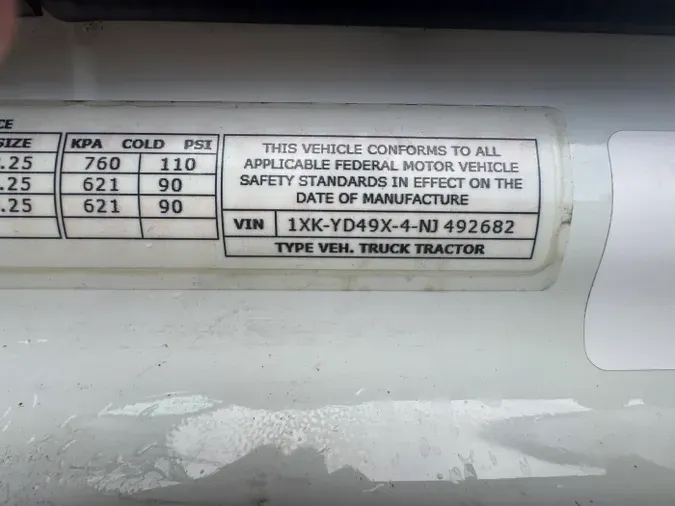 CE
SIZE KPA COLD PSI
.25 760 110
.25 621 90
.25 621 90
THIS VEHICLE CONFORMS TO ALL
APPLICABLE FEDERAL MOTOR VEHICLE
SAFETY STANDARDS IN EFFECT ON THE
DATE OF MANUFACTURE
VIN 1XK-YD49X-4-NJ 492682
TYPE VEH. TRUCK TRACTOR